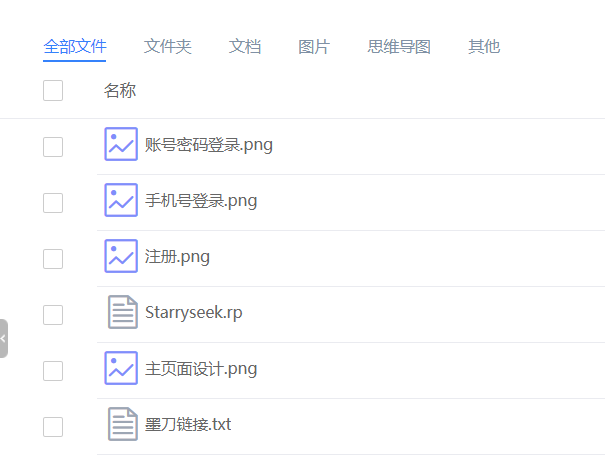 全部文件 文件夹 文档 图片 思维导图 其他
名称
账号密码登录.png
手机号登录.png
注册.png
Starryseek.rp
主页面设计.png
墨刀链接.txt